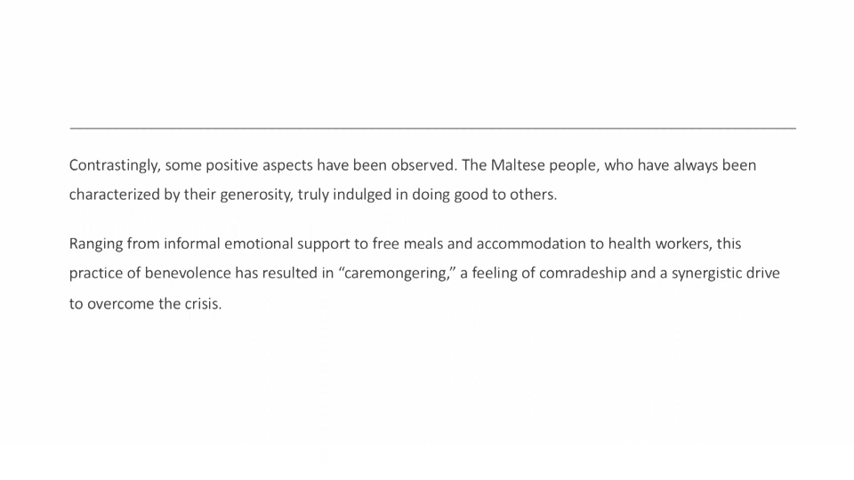 Contrastingly, some positive aspects have been observed. The Maltese people, who have always been
characterized by their generosity, truly indulged in doing good to others.
Ranging from informal emotional support to free meals and accommodation to health workers, this
practice of benevolence has resulted in “caremongering,” a feeling of comradeship and a synergistic drive
to overcome the crisis.